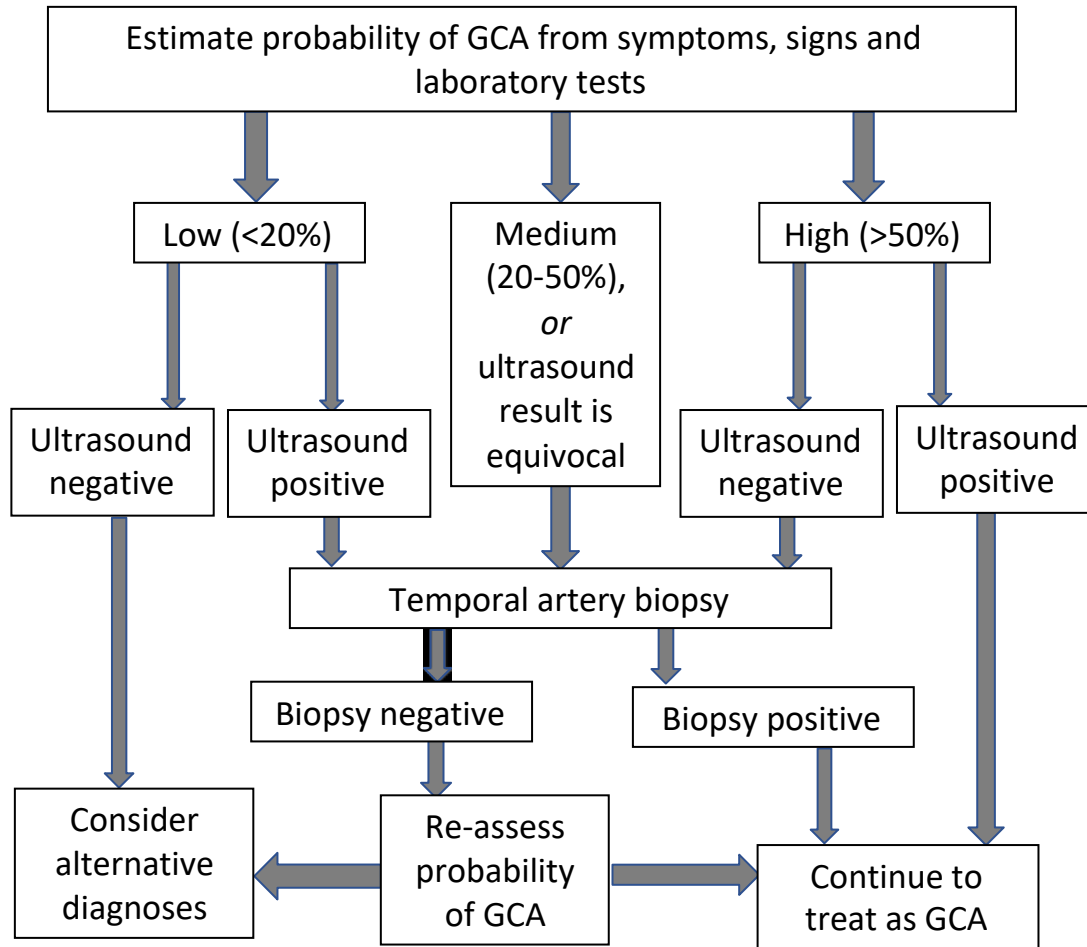 Estimate probability of GCA from symptoms, signs and
laboratory tests
Low (<20%)
Medium
(20-50%),
or
ultrasound
result is
equivocal
High (>50%)
Ultrasound
negative
Ultrasound
positive
Ultrasound
negative
Ultrasound
positive
Temporal artery biopsy
Biopsy negative
Biopsy positive
Consider
alternative
diagnoses
Re-assess
probability
of GCA
Continue to
treat as GCA